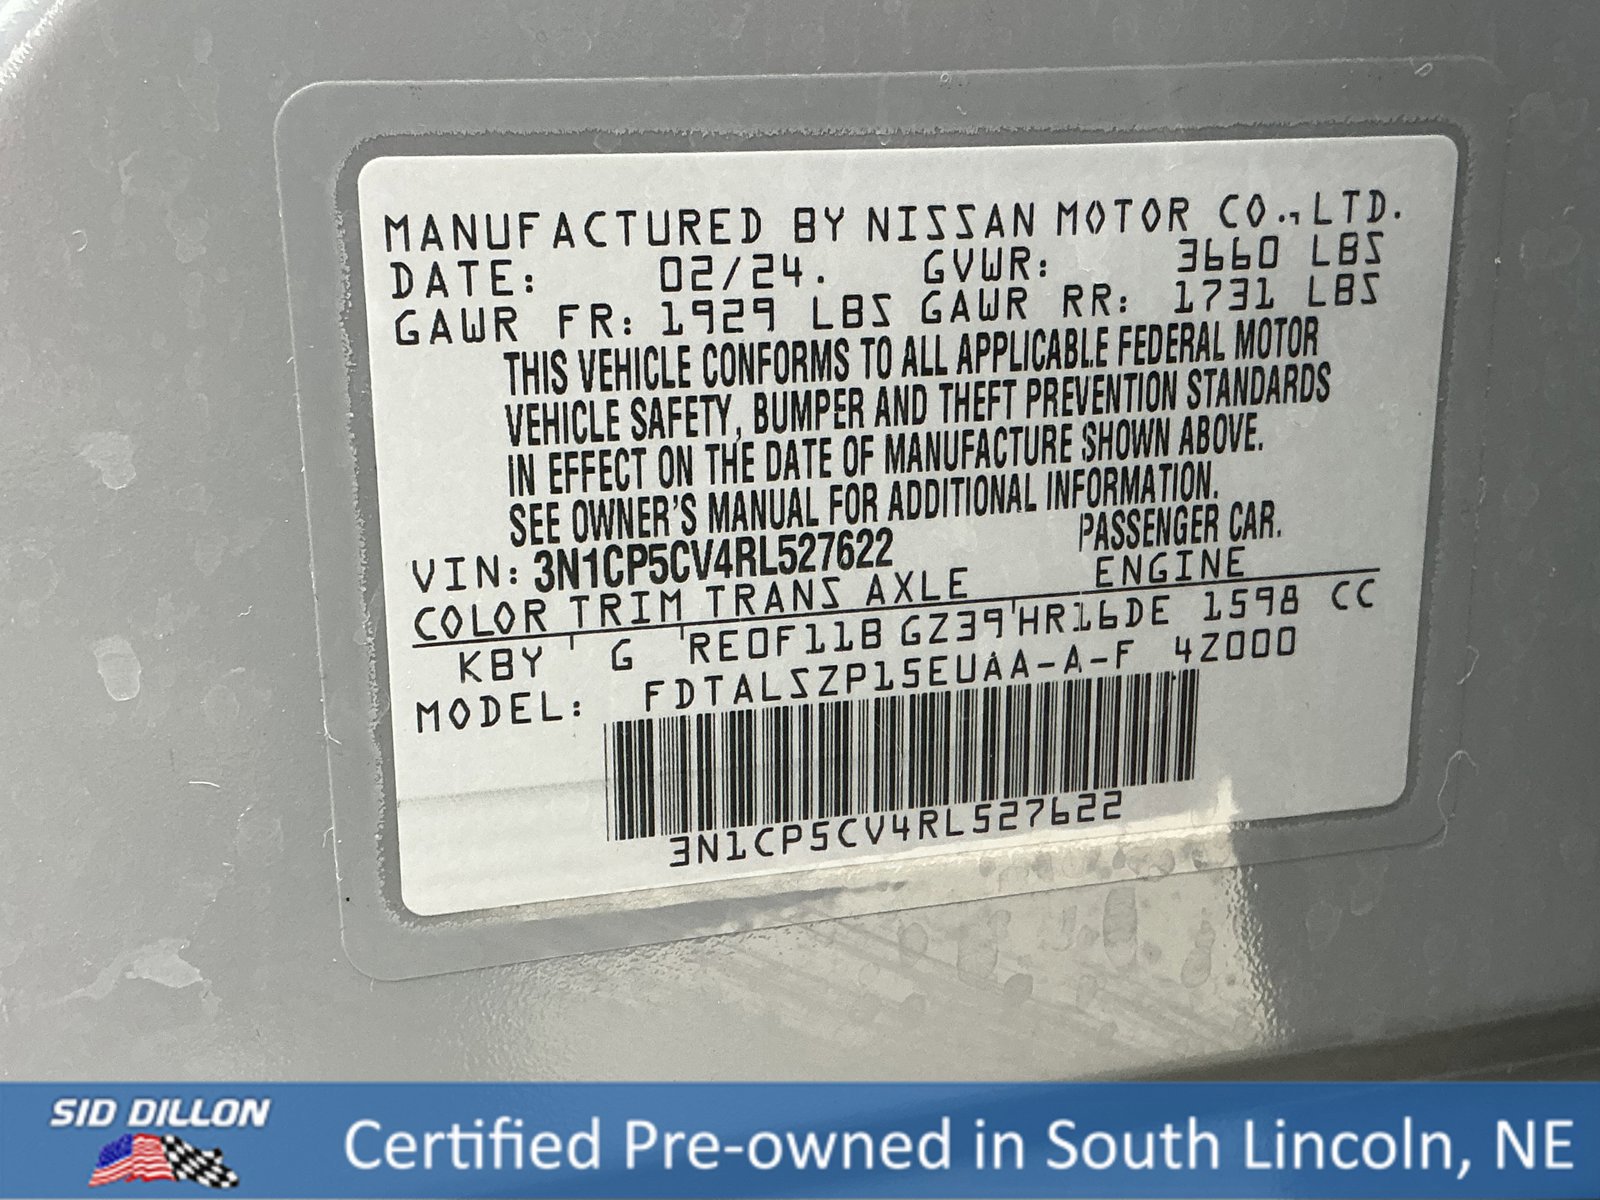 MANUFACTURED BY NISSAN MOTOR CO., LTD.
DATE: 02/24. GVWR: 3660 LBS
GAWR FR: 1929 LBS GAWR RR: 1731 LBS
THIS VEHICLE CONFORMS TO ALL APPLICABLE FEDERAL MOTOR
VEHICLE SAFETY, BUMPER AND THEFT PREVENTION STANDARDS
IN EFFECT ON THE DATE OF MANUFACTURE SHOWN ABOVE.
SEE OWNER'S MANUAL FOR ADDITIONAL INFORMATION.
VIN: 3N1CP5CV4RL527622 PASSENGER CAR.
COLOR TRIM TRANS AXLE ENGINE
KBY G RE0F11B GZ39 HR16DE 1598 CC
MODEL: FDTALSZP15EUAA-A-F 4Z000
3N1CP5CV4RL527622
SID DILLON
Certified Pre-owned in South Lincoln, NE